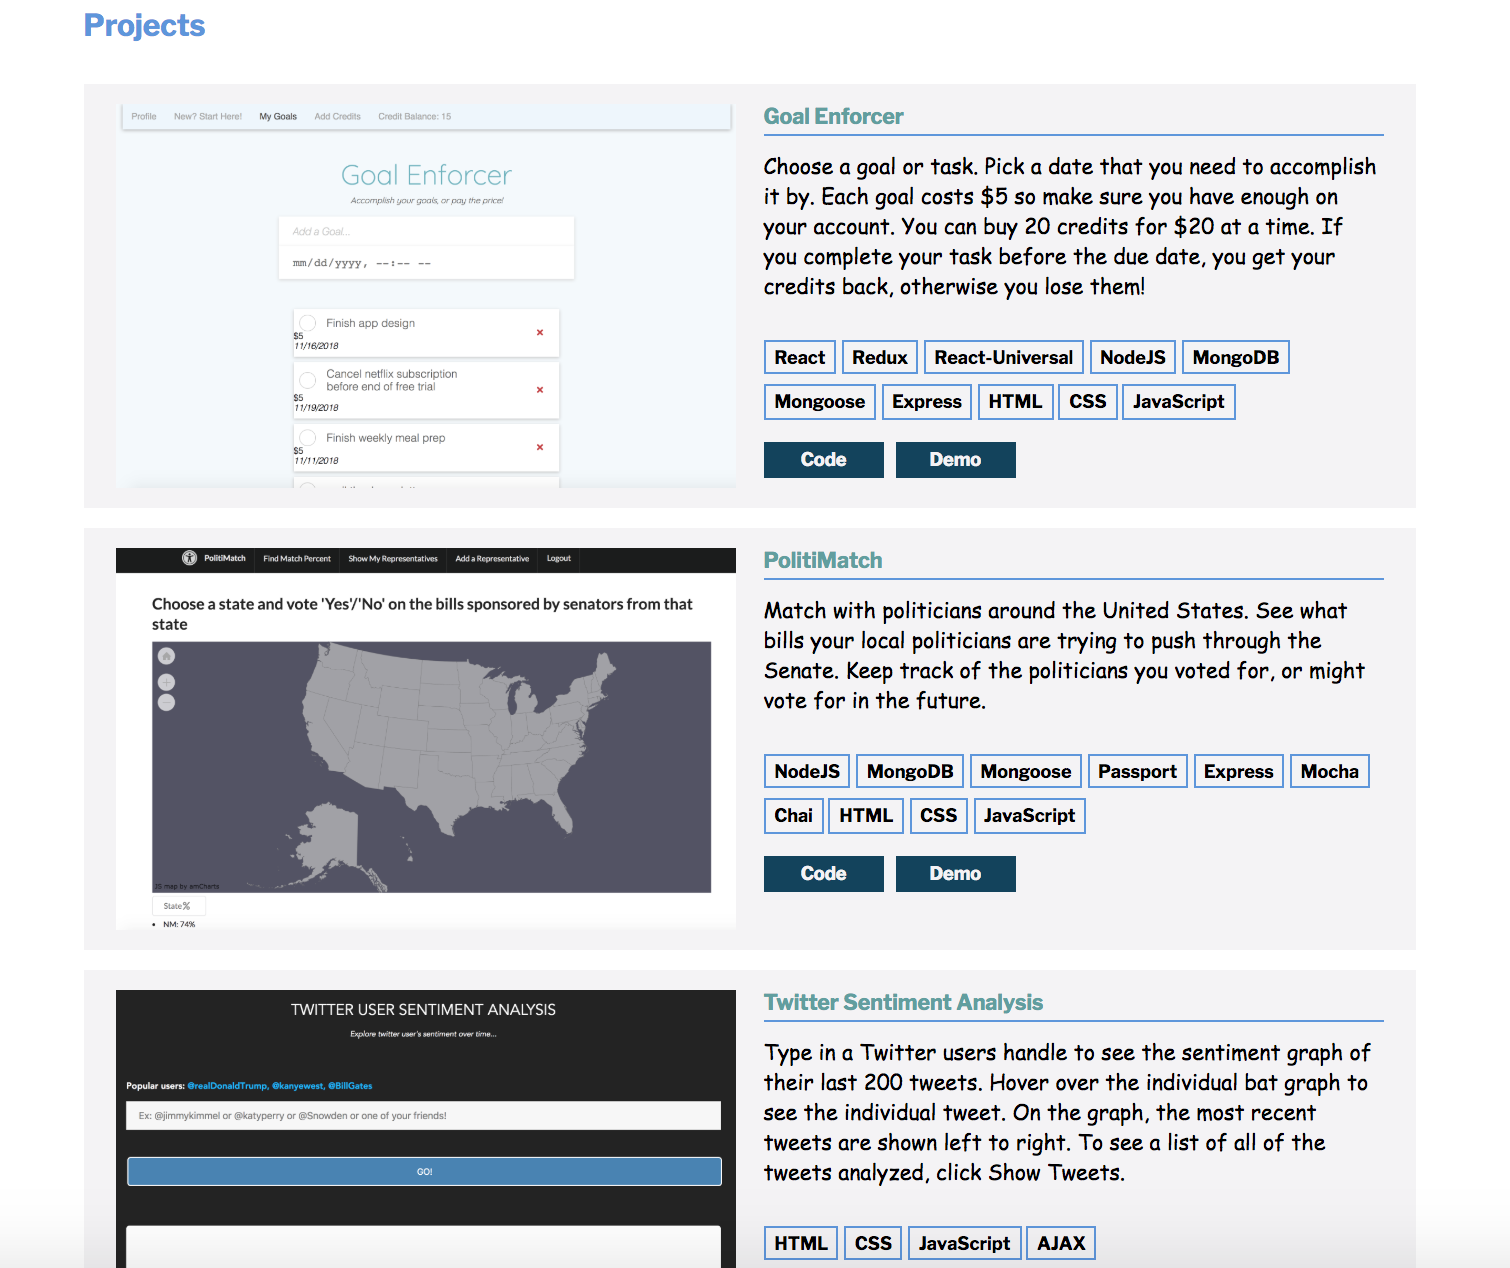 Projects
Profile New? Start Here! My Goals Add Credits Credit Balance: 15
Goal Enforcer
Accomplish your goals, or pay the price!
Add a Goal...
mm/dd/yyyy, --:-- --
Finish app design
$5
11/16/2018
Cancel netflix subscription
before end of free trial
$5
11/19/2018
Finish weekly meal prep
$5
11/11/2018
Goal Enforcer
Choose a goal or task. Pick a date that you need to accomplish
it by. Each goal costs $5 so make sure you have enough on
your account. You can buy 20 credits for $20 at a time. If
you complete your task before the due date, you get your
credits back, otherwise you lose them!
React Redux React-Universal NodeJS MongoDB
Mongoose Express HTML CSS JavaScript
Code Demo
PolitiMatch Find Match Percent Show My Representatives Add a Representative Logout
Choose a state and vote 'Yes'/'No' on the bills sponsored by senators from that
state
JS map by amCharts
State%
• NM: 74%
PolitiMatch
Match with politicians around the United States. See what
bills your local politicians are trying to push through the
Senate. Keep track of the politicians you voted for, or might
vote for in the future.
NodeJS MongoDB Mongoose Passport Express Mocha
Chai HTML CSS JavaScript
Code Demo
TWITTER USER SENTIMENT ANALYSIS
Explore twitter user's sentiment over time...
Popular users: @realDonaldTrump, @kanyewest, @BillGates
Ex: @jimmykimmel or @katyperry or @Snowden or one of your friends!
GO!
Twitter Sentiment Analysis
Type in a Twitter users handle to see the sentiment graph of
their last 200 tweets. Hover over the individual bat graph to
see the individual tweet. On the graph, the most recent
tweets are shown left to right. To see a list of all of the
tweets analyzed, click Show Tweets.
HTML CSS JavaScript AJAX